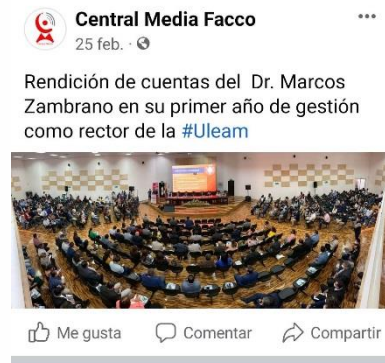 Central Media Facco
25 feb. ·
Rendición de cuentas del Dr. Marcos
Zambrano en su primer año de gestión
como rector de la #Uleam
Me gusta
Comentar
Compartir